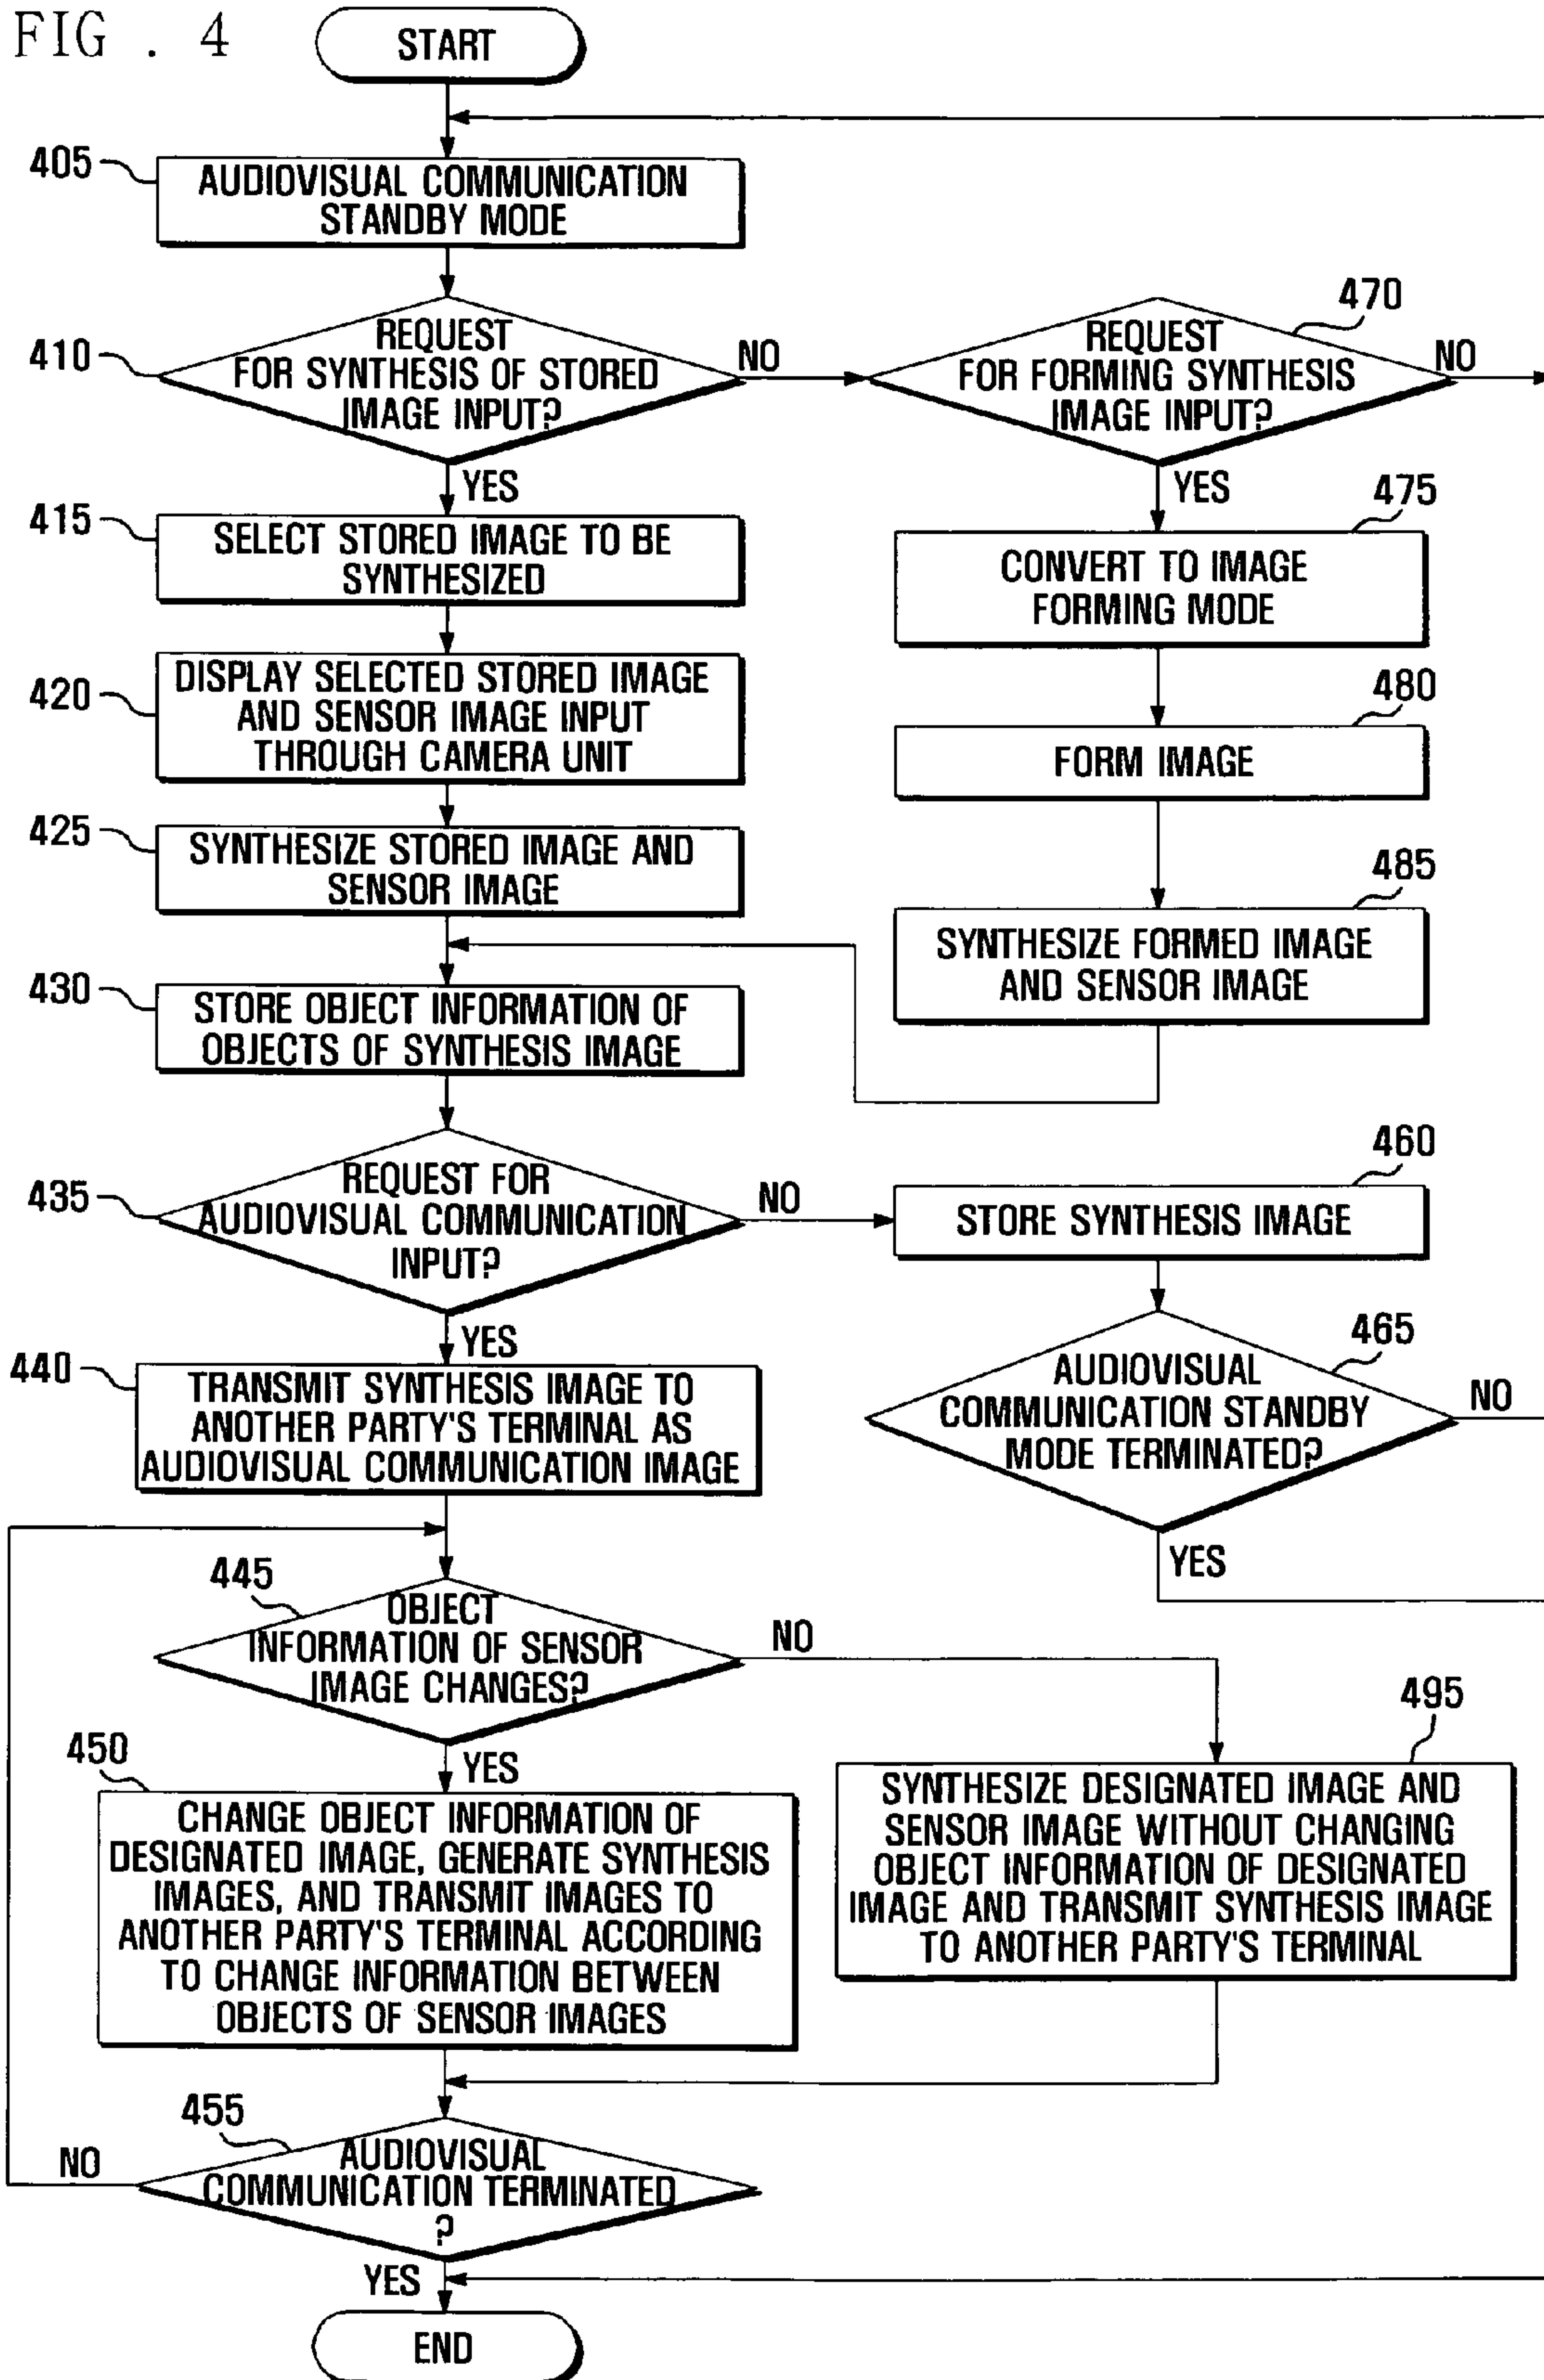 FIG . 4
START
405
AUDIOVISUAL COMMUNICATION
STANDBY MODE
410
REQUEST
FOR SYNTHESIS OF STORED
IMAGE INPUT?
NO
YES
470
REQUEST
FOR FORMING SYNTHESIS
IMAGE INPUT?
NO
YES
415
SELECT STORED IMAGE TO BE
SYNTHESIZED
475
CONVERT TO IMAGE
FORMING MODE
420
DISPLAY SELECTED STORED IMAGE
AND SENSOR IMAGE INPUT
THROUGH CAMERA UNIT
480
FORM IMAGE
425
SYNTHESIZE STORED IMAGE AND
SENSOR IMAGE
485
SYNTHESIZE FORMED IMAGE
AND SENSOR IMAGE
430
STORE OBJECT INFORMATION OF
OBJECTS OF SYNTHESIS IMAGE
435
REQUEST FOR
AUDIOVISUAL COMMUNICATION
INPUT?
NO
YES
460
STORE SYNTHESIS IMAGE
465
AUDIOVISUAL
COMMUNICATION STANDBY
MODE TERMINATED?
NO
YES
440
TRANSMIT SYNTHESIS IMAGE TO
ANOTHER PARTY'S TERMINAL AS
AUDIOVISUAL COMMUNICATION IMAGE
445
OBJECT
INFORMATION OF SENSOR
IMAGE CHANGES?
NO
YES
450
CHANGE OBJECT INFORMATION OF
DESIGNATED IMAGE, GENERATE SYNTHESIS
IMAGES, AND TRANSMIT IMAGES TO
ANOTHER PARTY'S TERMINAL ACCORDING
TO CHANGE INFORMATION BETWEEN
OBJECTS OF SENSOR IMAGES
495
SYNTHESIZE DESIGNATED IMAGE AND
SENSOR IMAGE WITHOUT CHANGING
OBJECT INFORMATION OF DESIGNATED
IMAGE AND TRANSMIT SYNTHESIS IMAGE
TO ANOTHER PARTY'S TERMINAL
455
AUDIOVISUAL
COMMUNICATION TERMINATED
?
NO
YES
END